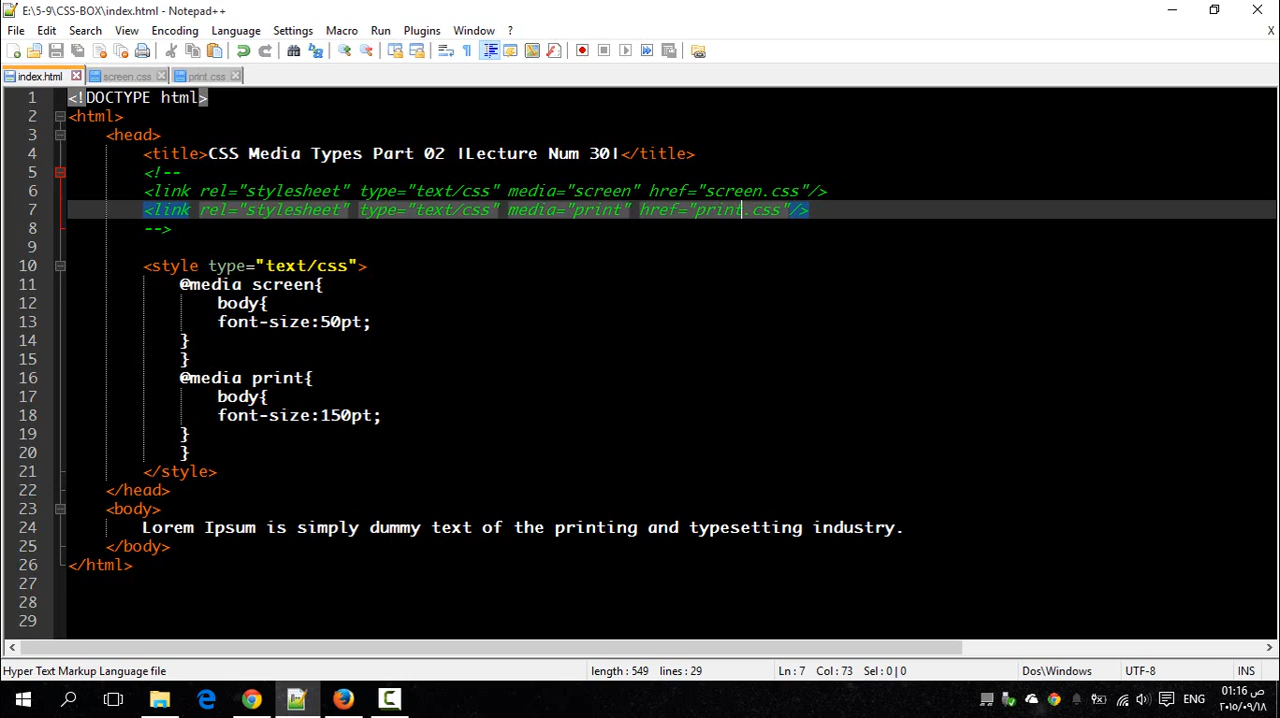 E:\5-9\CSS-BOX\index.html - Notepad++
File Edit Search View Encoding Language Settings Macro Run Plugins Window ? X
index.html screen.css print.css
1 <!DOCTYPE html>
2 <html>
3 <head>
4 <title>CSS Media Types Part 02 |Lecture Num 30|</title>
5 <!--
6 <link rel="stylesheet" type="text/css" media="screen" href="screen.css"/>
7 <link rel="stylesheet" type="text/css" media="print" href="print.css"/>
8 -->
9
10 <style type="text/css">
11 @media screen{
12 body{
13 font-size:50pt;
14 }
15 }
16 @media print{
17 body{
18 font-size:150pt;
19 }
20 }
21 </style>
22 </head>
23 <body>
24 Lorem Ipsum is simply dummy text of the printing and typesetting industry.
25 </body>
26 </html>
27
28
29
Hyper Text Markup Language file length : 549 lines : 29 Ln : 7 Col : 73 Sel : 0 | 0 Dos\Windows UTF-8 INS
ENG 01:16 ص
٢٠١٥/٠٩/١٨